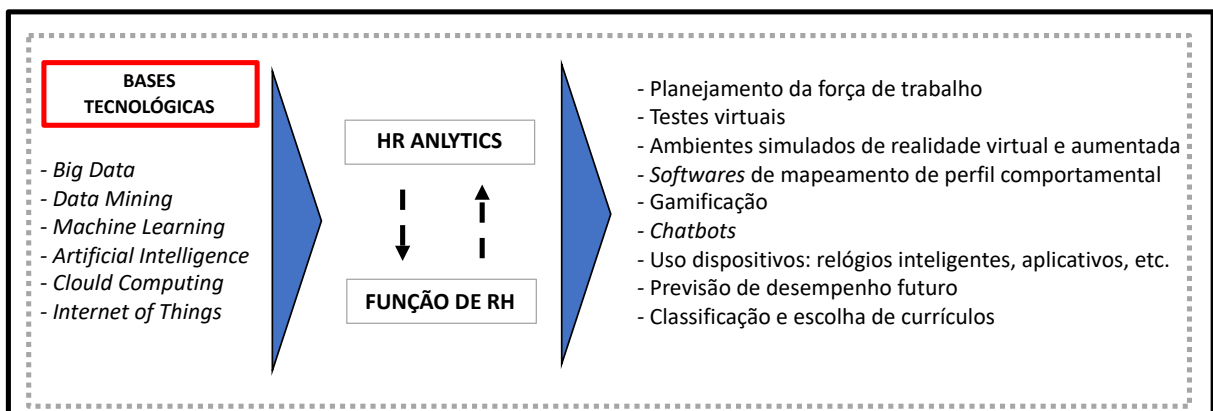 BASES
TECNOLÓGICAS
- Big Data
- Data Mining
- Machine Learning
- Artificial Intelligence
- Clould Computing
- Internet of Things
HR ANLYTICS
FUNÇÃO DE RH
- Planejamento da força de trabalho
- Testes virtuais
- Ambientes simulados de realidade virtual e aumentada
- Softwares de mapeamento de perfil comportamental
- Gamificação
- Chatbots
- Uso dispositivos: relógios inteligentes, aplicativos, etc.
- Previsão de desempenho futuro
- Classificação e escolha de currículos